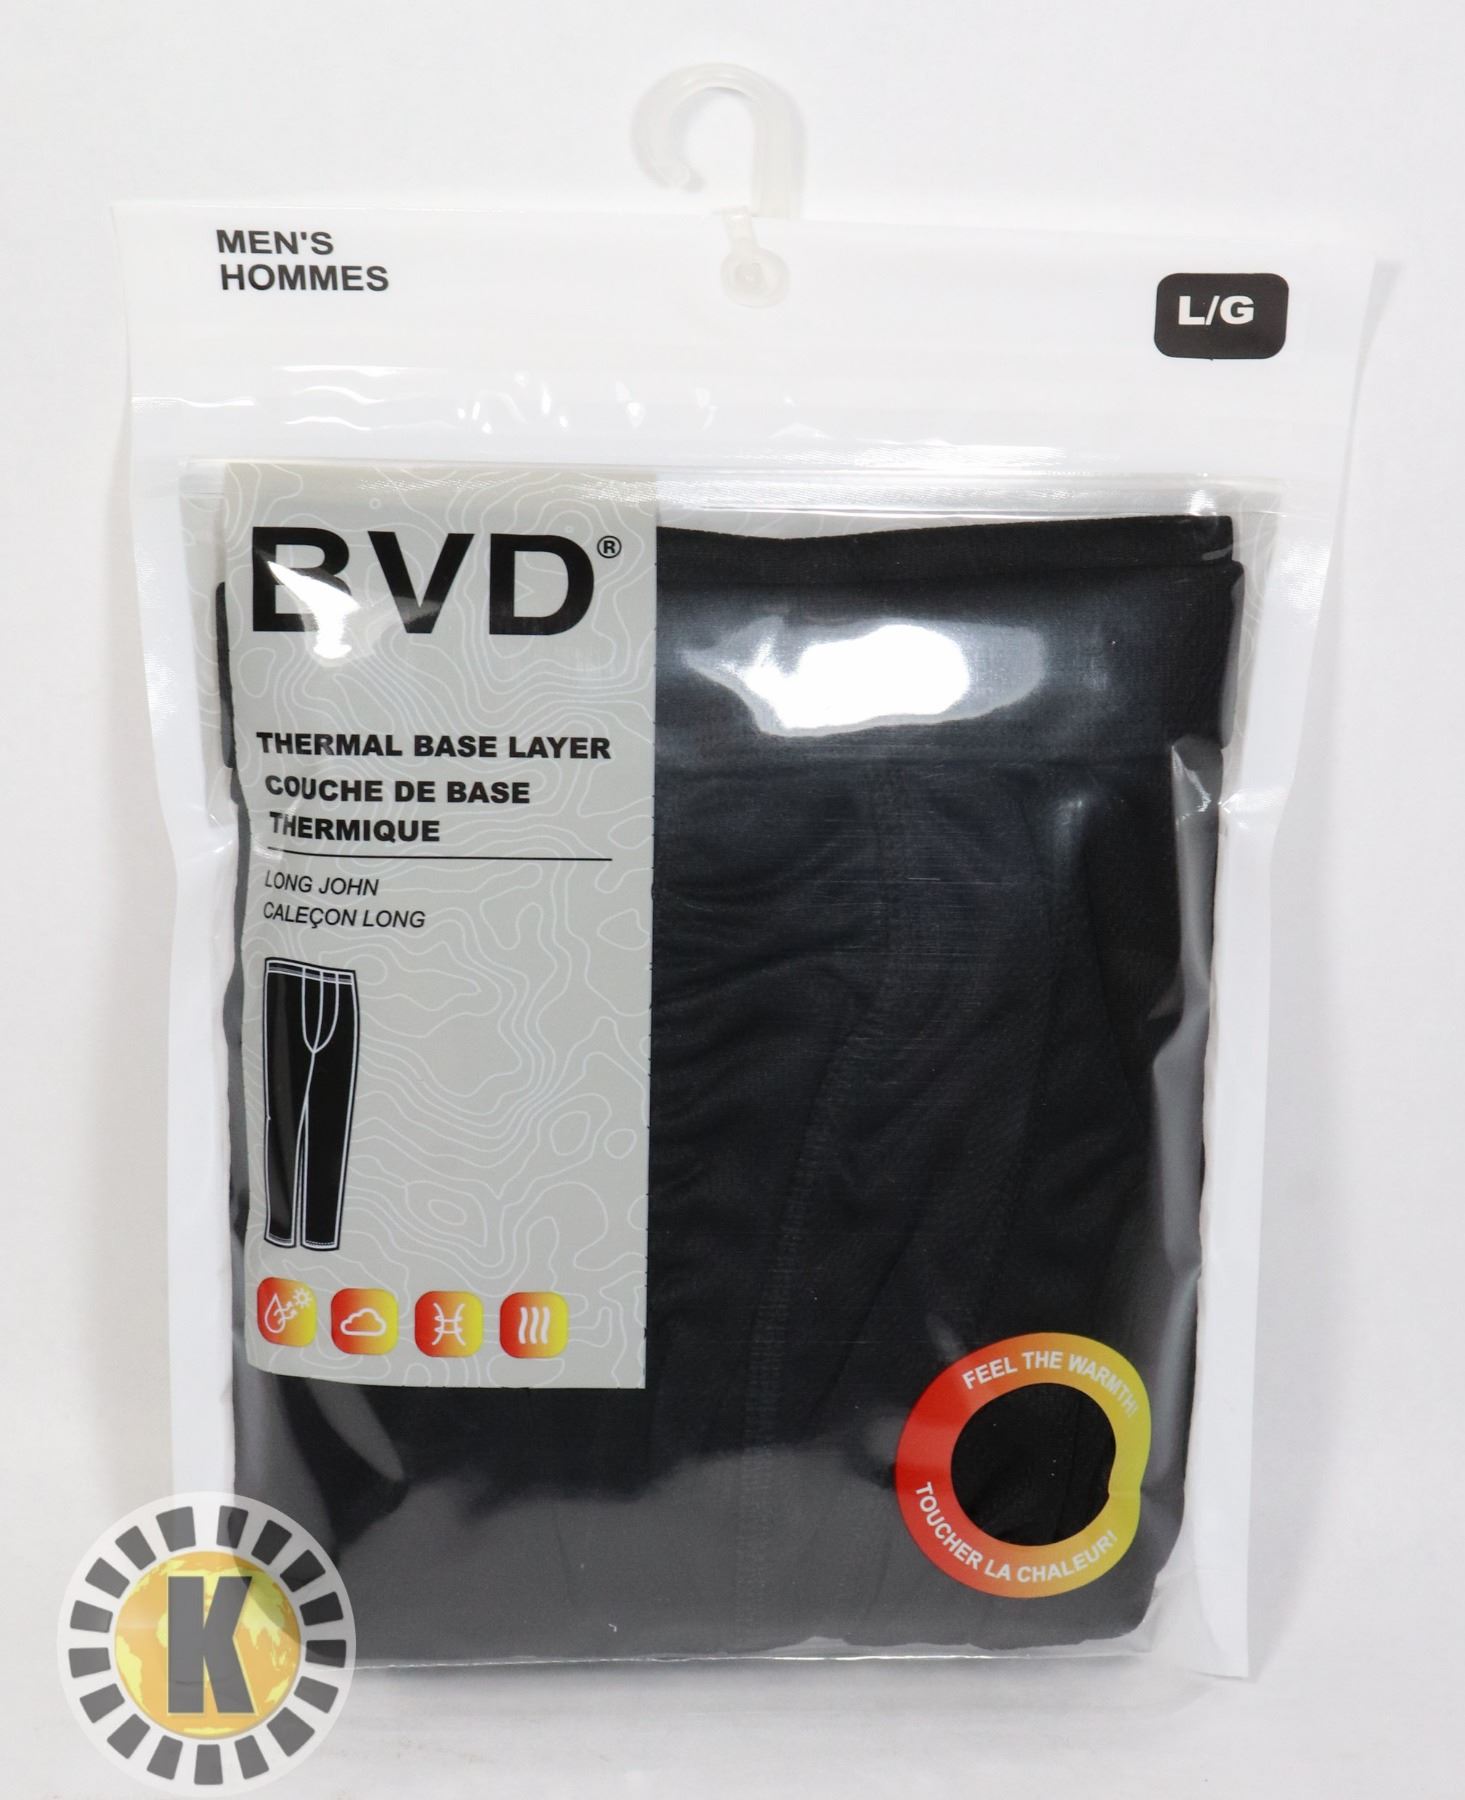 MEN'S
HOMMES
L/G
BVD®
THERMAL BASE LAYER
COUCHE DE BASE
THERMIQUE
LONG JOHN
CALEÇON LONG
FEEL THE WARMTH!
TOUCHER LA CHALEUR!
K